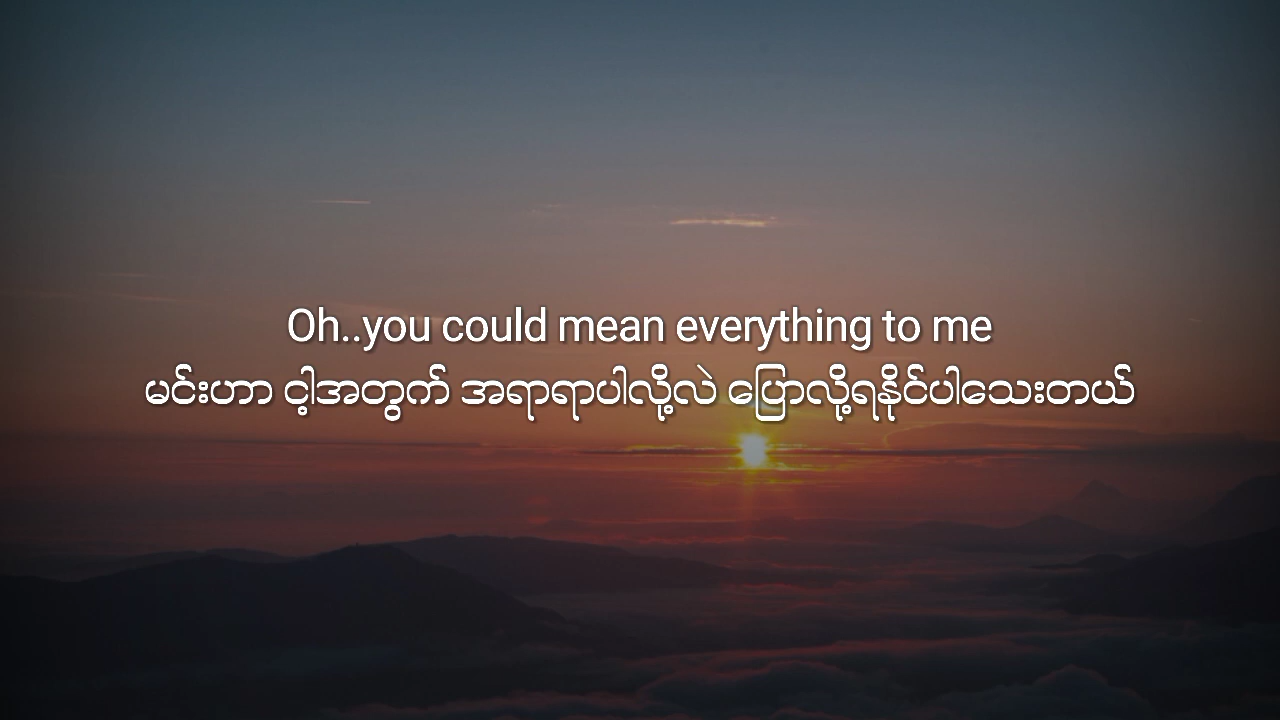 Oh..you could mean everything to me
မင်းဟာ ငါ့အတွက် အရာရာပါလို့လဲ ပြောလို့ရနိုင်ပါသေးတယ်